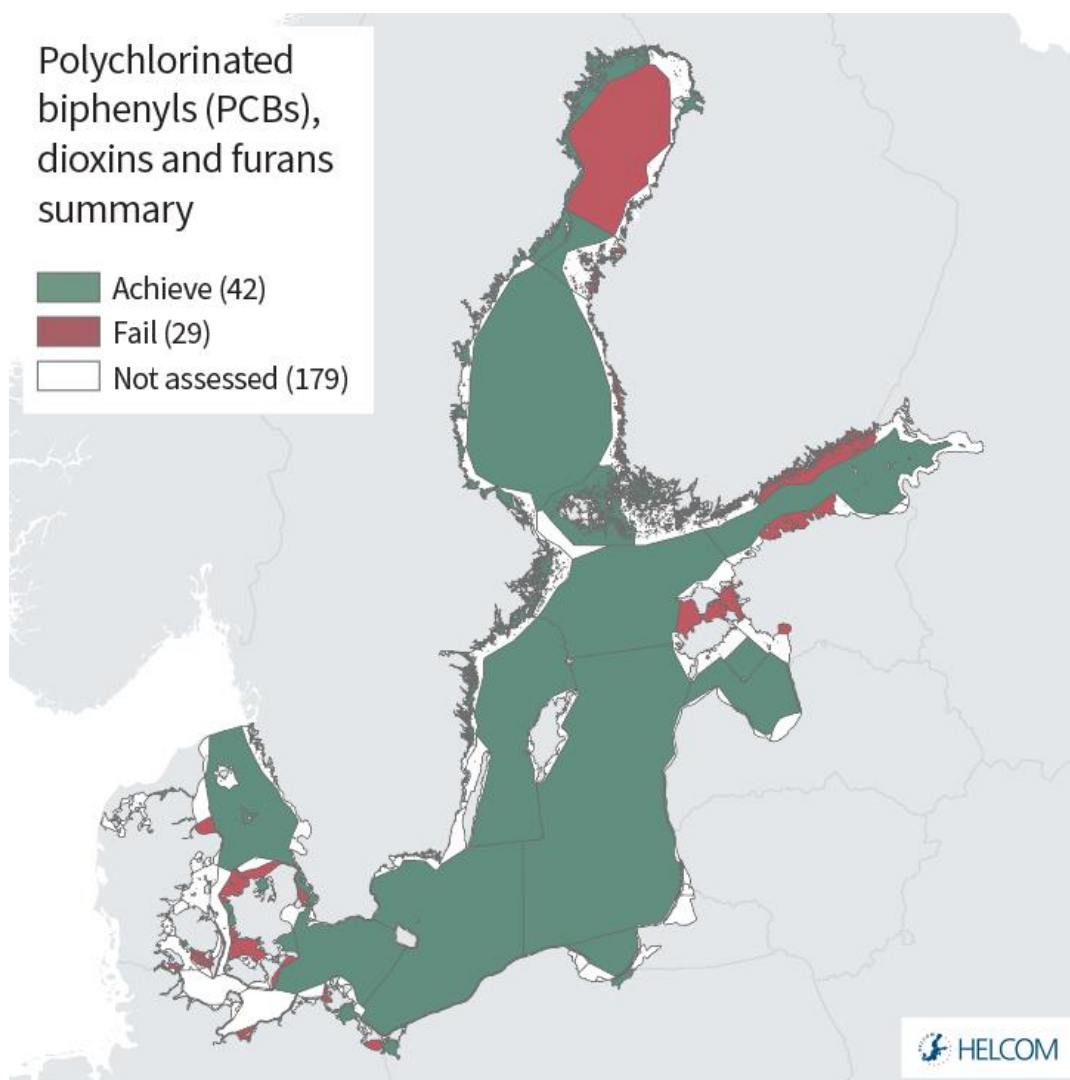 Polychlorinated
biphenyls (PCBs),
dioxins and furans
summary
Achieve (42)
Fail (29)
Not assessed (179)
HELCOM